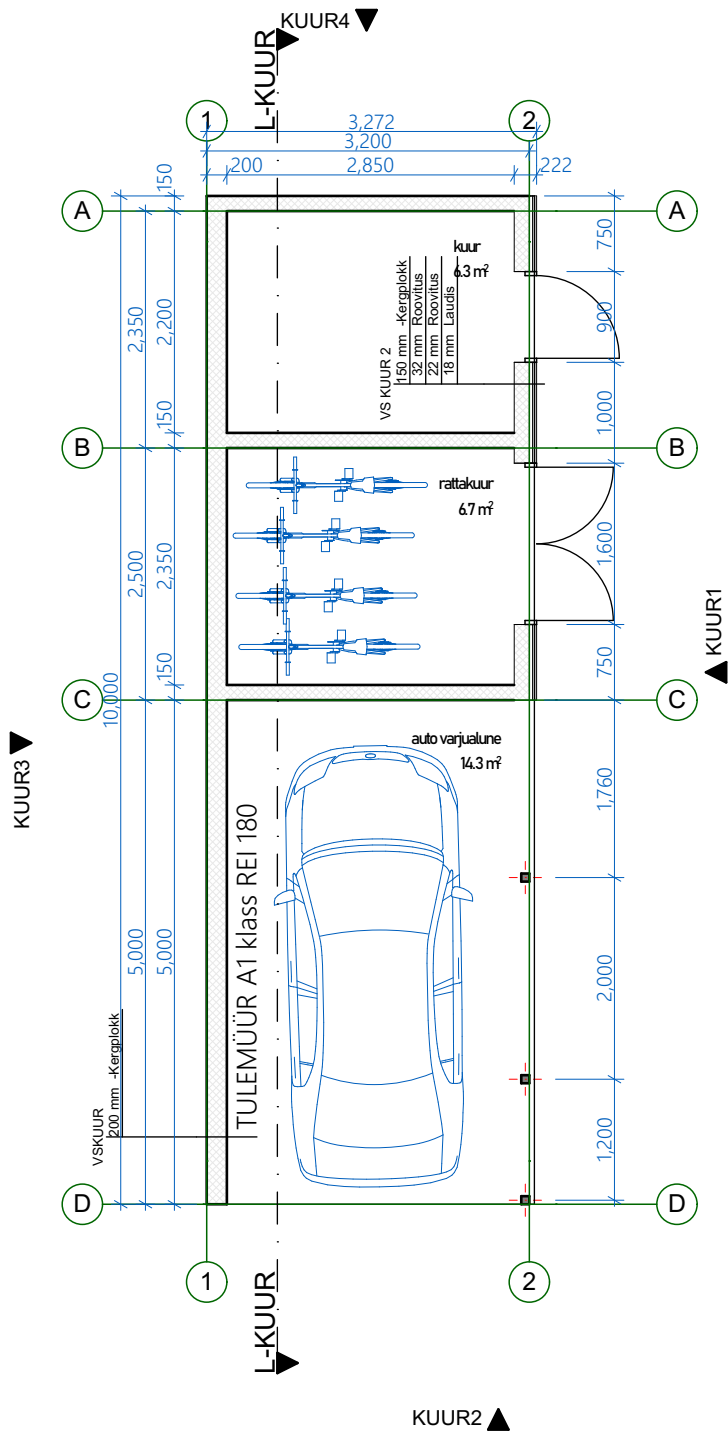 KUUR4
L-KUUR
1
2
3,272
3,200
200
2,850
222
150
A
A
750
kuur
6.3 m²
VS KUUR 2
150 mm -Kergplokk
32 mm Roovitus
22 mm Roovitus
18 mm Laudis
900
2,350
2,200
1,000
150
B
B
rattakuur
6.7 m²
1,600
2,500
2,350
750
150
KUUR1
C
C
10,000
auto varjualune
14.3 m²
KUUR3
1,760
TULEMÜÜR A1 klass REI 180
5,000
5,000
2,000
VSKUUR
200 mm -Kergplokk
1,200
D
D
1
2
L-KUUR
KUUR2